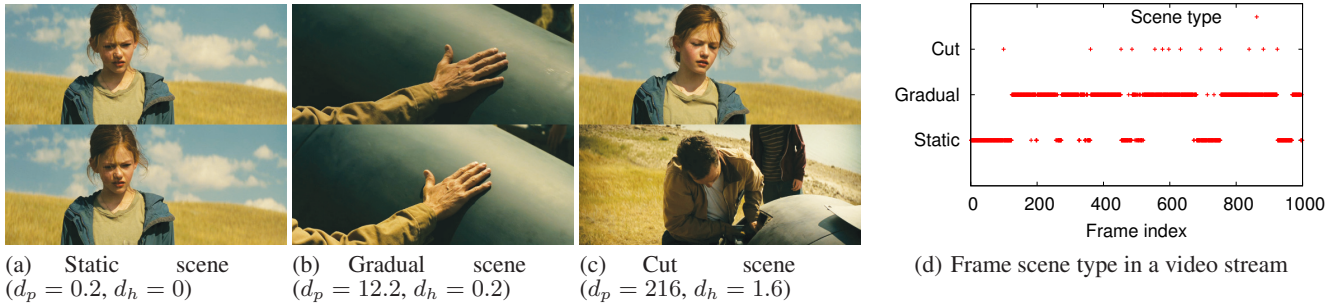 (a) Static scene
(d_p = 0.2, d_h = 0)
(b) Gradual scene
(d_p = 12.2, d_h = 0.2)
(c) Cut scene
(d_p = 216, d_h = 1.6)
Scene type
Cut
Gradual
Static
0 200 400 600 800 1000
Frame index
(d) Frame scene type in a video stream